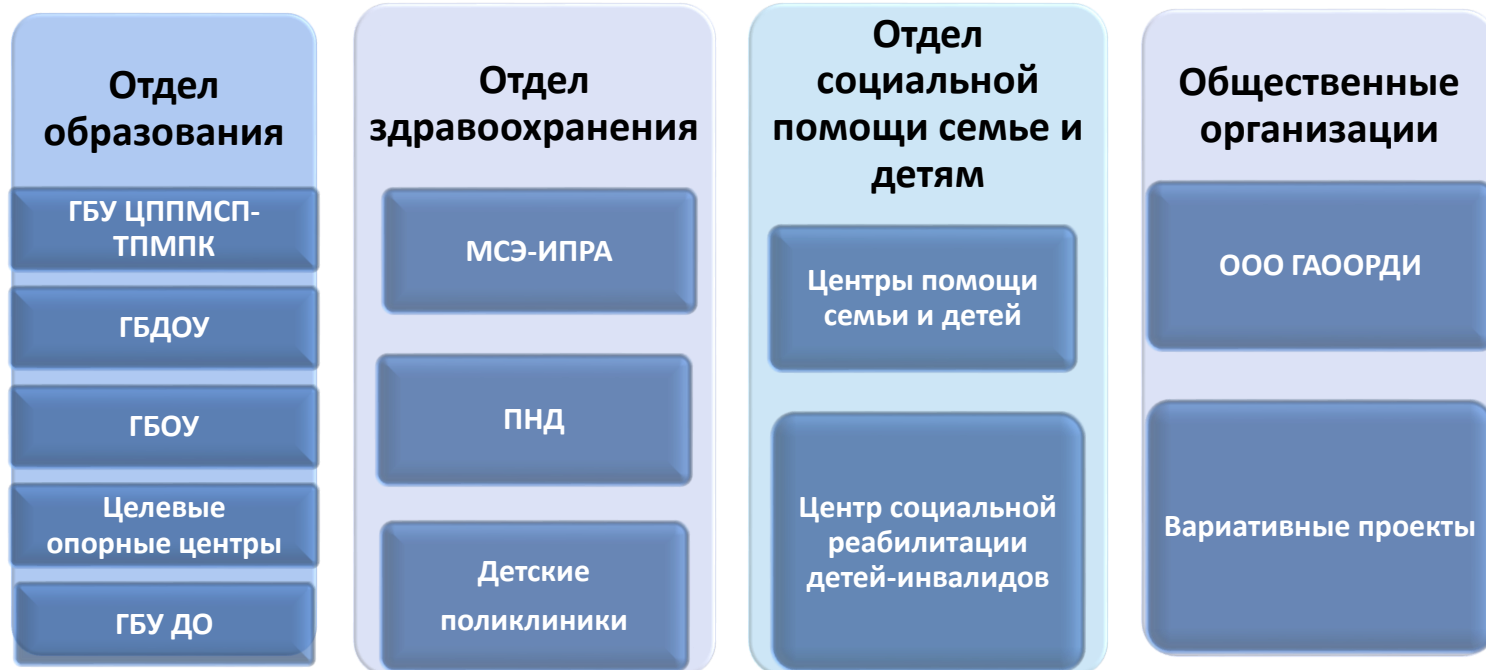 Отдел
образования
ГБУ ЦППМСП-
ТПМПК
ГБДОУ
ГБОУ
Целевые
опорные центры
ГБУ ДО
Отдел
здравоохранения
МСЭ-ИПРА
ПНД
Детские
поликлиники
Отдел
социальной
помощи семье и
детям
Центры помощи
семьи и детей
Центр социальной
реабилитации
детей-инвалидов
Общественные
организации
ООО ГАООРДИ
Вариативные проекты